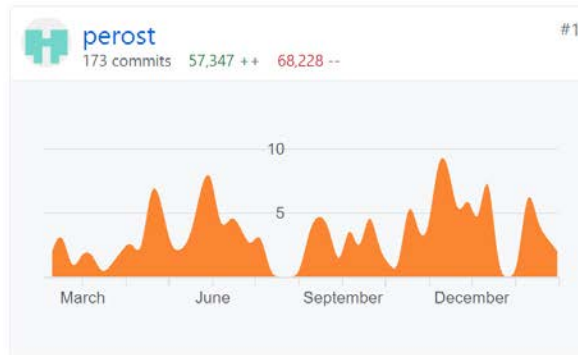 perost
#1
173 commits 57,347 ++ 68,228 --
10
5
March June September December